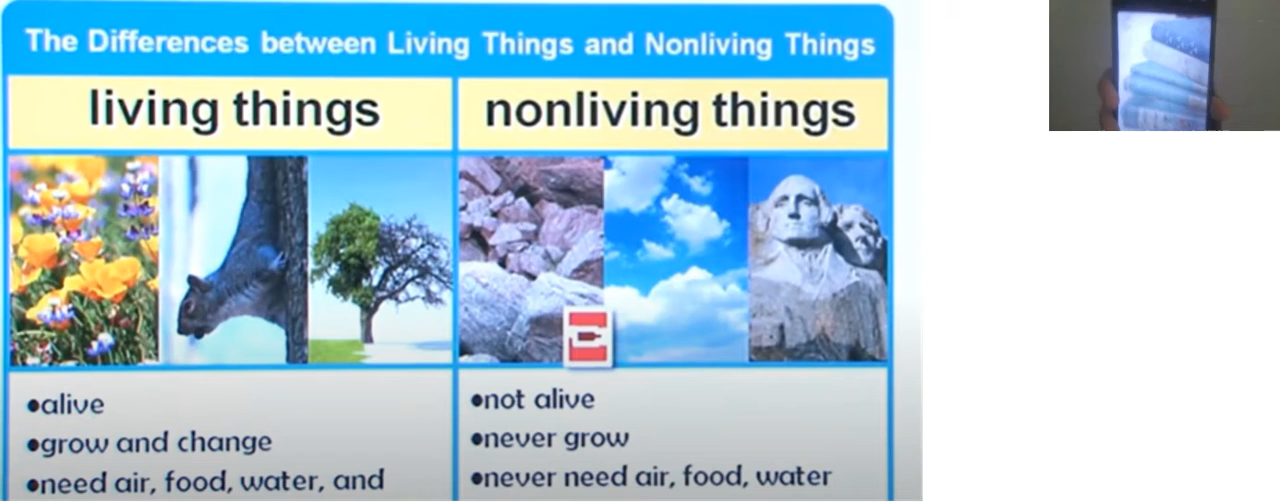 The Differences between Living Things and Nonliving Things
living things
nonliving things
•alive
•grow and change
•need air, food, water, and
•not alive
•never grow
•never need air, food, water